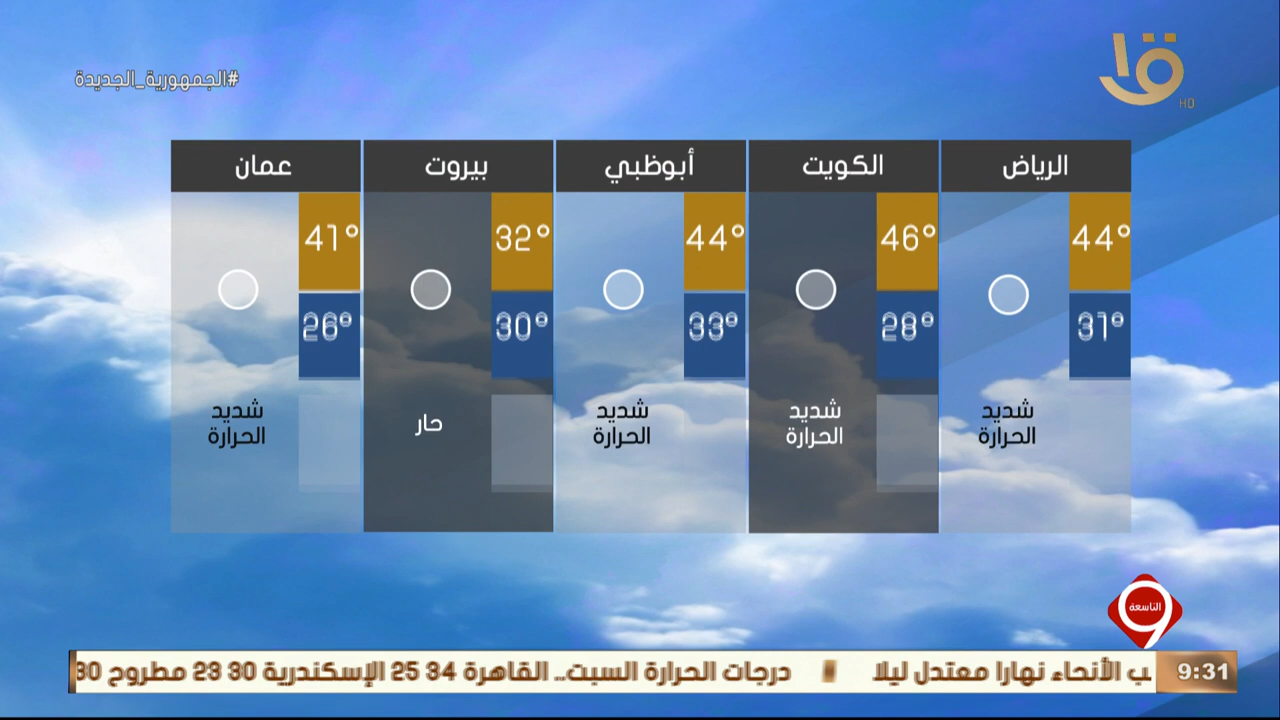 #الجمهورية_الجديدة
HD
الرياض
44°
31°
شديد
الحرارة
الكويت
46°
28°
شديد
الحرارة
أبوظبي
44°
33°
شديد
الحرارة
بيروت
32°
30°
حار
عمان
41°
26°
شديد
الحرارة
التاسعة
9
9:31
الأنحاء نهارا معتدل ليلا درجات الحرارة السبت.. القاهرة 34 25 الإسكندرية 30 23 مطروح 30